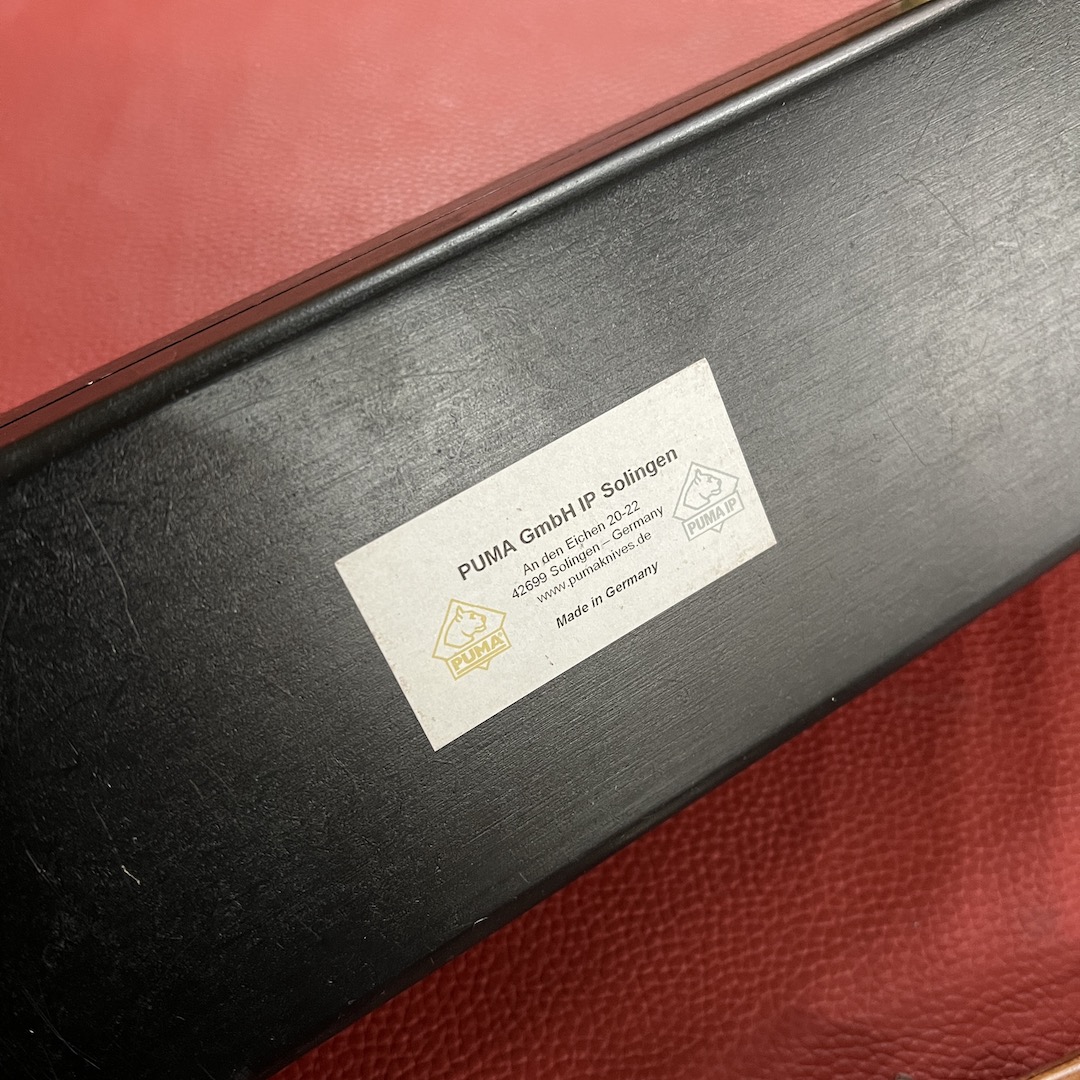 PUMA GmbH IP Solingen
An den Eichen 20-22
42699 Solingen – Germany
www.pumaknives.de
Made in Germany
PUMA®
PUMA IP